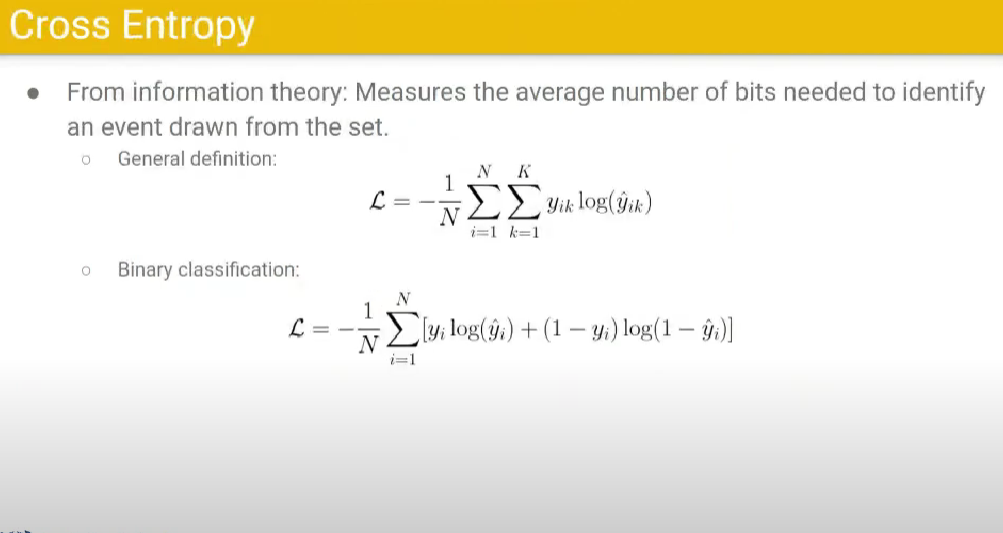 Cross Entropy
● From information theory: Measures the average number of bits needed to identify
an event drawn from the set.
○ General definition:
ℒ = −\frac{1}{N} \sum_{i=1}^{N} \sum_{k=1}^{K} y_{ik} \log(\hat{y}_{ik})
○ Binary classification:
ℒ = −\frac{1}{N} \sum_{i=1}^{N} [y_i \log(\hat{y}_i) + (1 − y_i) \log(1 − \hat{y}_i)]